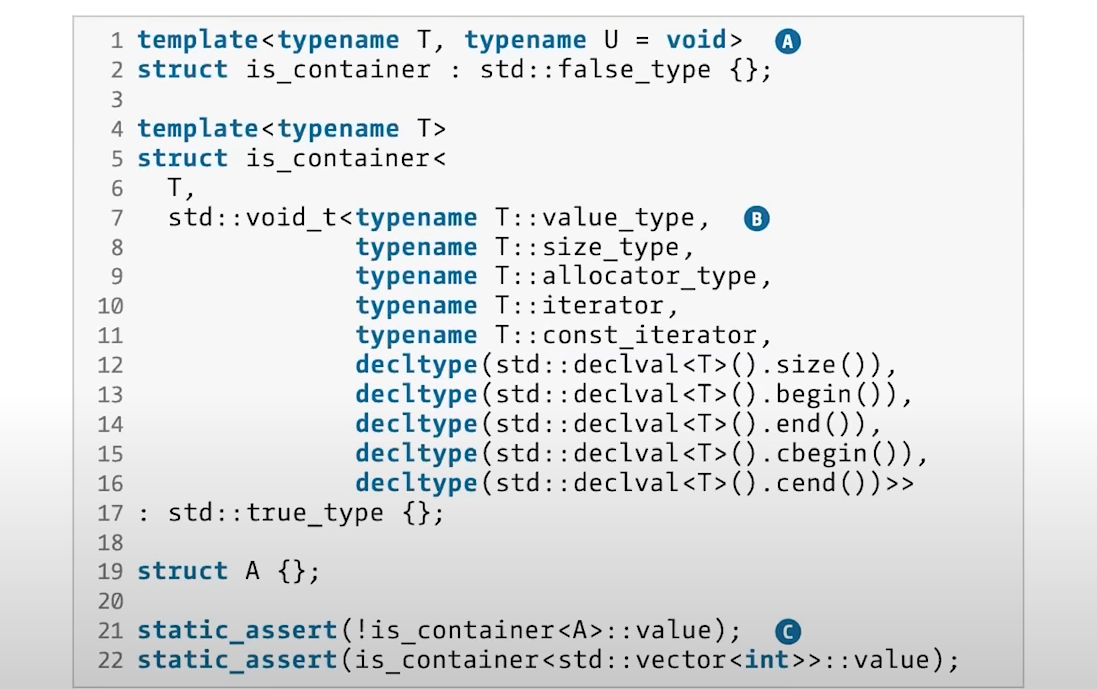 1 template<typename T, typename U = void> A
2 struct is_container : std::false_type {};
3
4 template<typename T>
5 struct is_container<
6 T,
7 std::void_t<typename T::value_type, B
8 typename T::size_type,
9 typename T::allocator_type,
10 typename T::iterator,
11 typename T::const_iterator,
12 decltype(std::declval<T>().size()),
13 decltype(std::declval<T>().begin()),
14 decltype(std::declval<T>().end()),
15 decltype(std::declval<T>().cbegin()),
16 decltype(std::declval<T>().cend())>>
17 : std::true_type {};
18
19 struct A {};
20
21 static_assert(!is_container<A>::value); C
22 static_assert(is_container<std::vector<int>>::value);